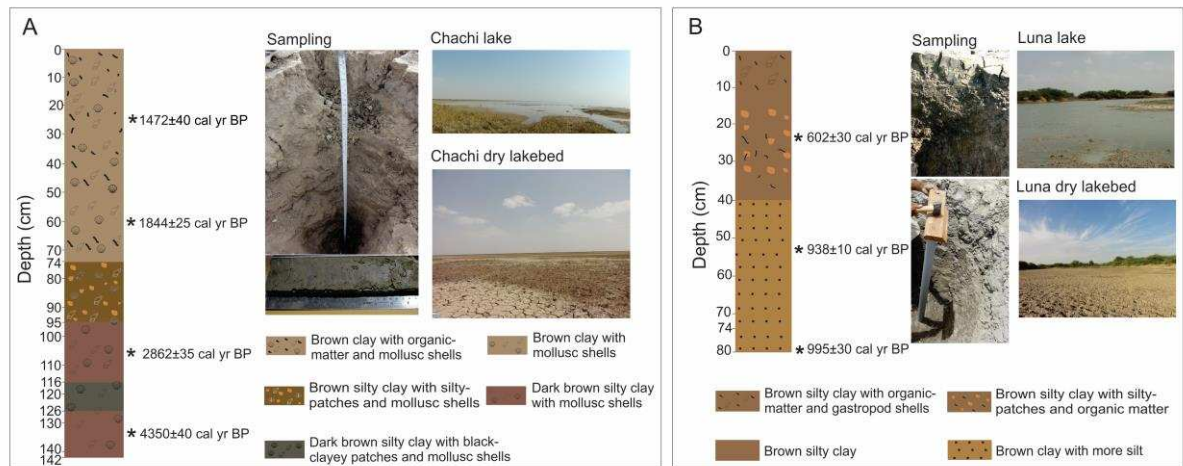 A
0
10
20
30
40
50
60
70
74
80
90
95
100
110
116
120
126
130
140
142
Depth (cm)
*1472±40 cal yr BP
*1844±25 cal yr BP
*2862±35 cal yr BP
*4350±40 cal yr BP
Sampling
Chachi lake
Chachi dry lakebed
Brown clay with organic-
matter and mollusc shells
Brown clay with
mollusc shells
Brown silty clay with silty-
patches and mollusc shells
Dark brown silty clay
with mollusc shells
Dark brown silty clay with black-
clayey patches and mollusc shells
B
0
10
20
30
40
50
60
70
74
80
Depth (cm)
*602±30 cal yr BP
*938±10 cal yr BP
*995±30 cal yr BP
Sampling
Luna lake
Luna dry lakebed
Brown silty clay with organic-
matter and gastropod shells
Brown silty clay with silty-
patches and organic matter
Brown silty clay
Brown clay with more silt